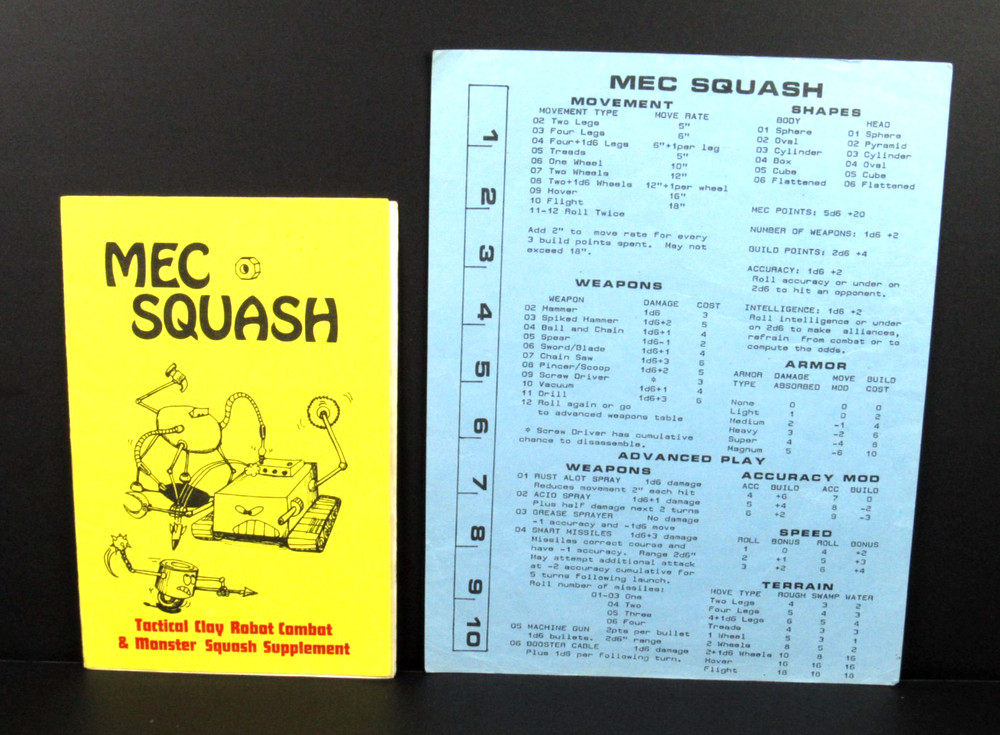 MEC
SQUASH
Tactical Clay Robot Combat
& Monster Squash Supplement
1
2
3
4
5
6
7
8
9
10
MEC SQUASH
MOVEMENT
MOVEMENT TYPE MOVE RATE
02 Two Legs 5"
03 Four Legs 6"
04 Four+1d6 Legs 6"+1per leg
05 Treads 5"
06 One Wheel 10"
07 Two Wheels 12"
08 Two+1d6 Wheels 12"+1per wheel
09 Hover 16"
10 Flight 18"
11-12 Roll Twice
Add 2" to move rate for every
3 build points spent. May not
exceed 18".
SHAPES
BODY HEAD
01 Sphere 01 Sphere
02 Oval 02 Pyramid
03 Cylinder 03 Cylinder
04 Box 04 Oval
05 Cube 05 Cube
06 Flattened 06 Flattened
MEC POINTS: 5d6 +20
NUMBER OF WEAPONS: 1d6 +2
BUILD POINTS: 2d6 +4
ACCURACY: 1d6 +2
Roll accuracy or under on
2d6 to hit an opponent.
INTELLIGENCE: 1d6 +2
Roll intelligence or under
on 2d6 to make alliances,
refrain from combat or to
compute the odds.
WEAPONS
WEAPON DAMAGE COST
02 Hammer 1d6 3
03 Spiked Hammer 1d6+2 5
04 Ball and Chain 1d6+1 4
05 Spear 1d6-1 2
06 Sword/Blade 1d6+1 4
07 Chain Saw 1d6+3 6
08 Pincer/Scoop 1d6+2 5
09 Screw Driver * 3
10 Vacuum 1d6+1 4
11 Drill 1d6+3 6
12 Roll again or go
to advanced weapons table
* Screw Driver has cumulative
chance to disassemble.
ARMOR
ARMOR DAMAGE MOVE BUILD
TYPE ABSORBED MOD COST
None 0 0 0
Light 1 0 2
Medium 2 -1 4
Heavy 3 -2 6
Super 4 -4 8
Magnum 5 -6 10
ADVANCED PLAY
WEAPONS
01 RUST ALOT SPRAY 1d6 damage
Reduces movement 2" each hit
02 ACID SPRAY 1d6+1 damage
Plus half damage next 2 turns
03 GREASE SPRAYER No damage
-1 accuracy and -1d6 move
04 SMART MISSILES 1d6+3 damage
Missiles correct course and
have -1 accuracy. Range 2d6"
May attempt additional attack
at -2 accuracy cumulative for
5 turns following launch.
Roll number of missiles:
01-03 One
04 Two
05 Three
06 Four
05 MACHINE GUN 2pts per bullet
1d6 bullets. 2d6" range
06 BOOSTER CABLE 1d6 damage
Plus 1d6 per following turn.
ACCURACY MOD
ACC BUILD ACC BUILD
4 +6 7 0
5 +4 8 -2
6 +2 9 -3
SPEED
ROLL BONUS ROLL BONUS
1 0 4 +2
2 +1 5 +3
3 +2 6 +4
TERRAIN
MOVE TYPE ROUGH SWAMP WATER
Two Legs 4 3 2
Four Legs 5 4 3
4+1d6 Legs 6 5 4
Treads 4 3 3
1 Wheel 5 3 1
2 Wheels 8 5 2
2+1d6 Wheels 10 8 16
Hover 16 16 16
Flight 18 18 18